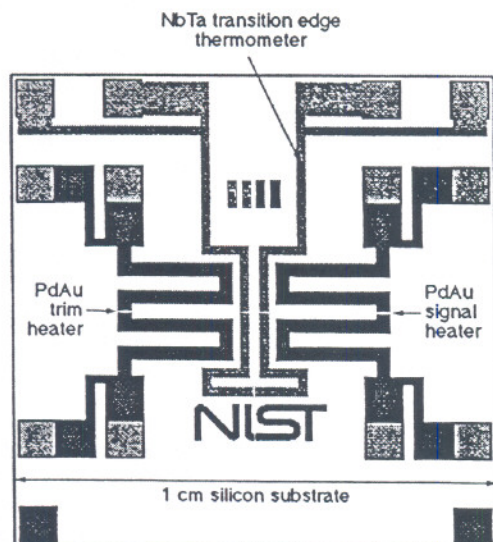 NbTa transition edge
thermometer
PdAu
trim
heater
PdAu
signal
heater
NIST
1 cm silicon substrate